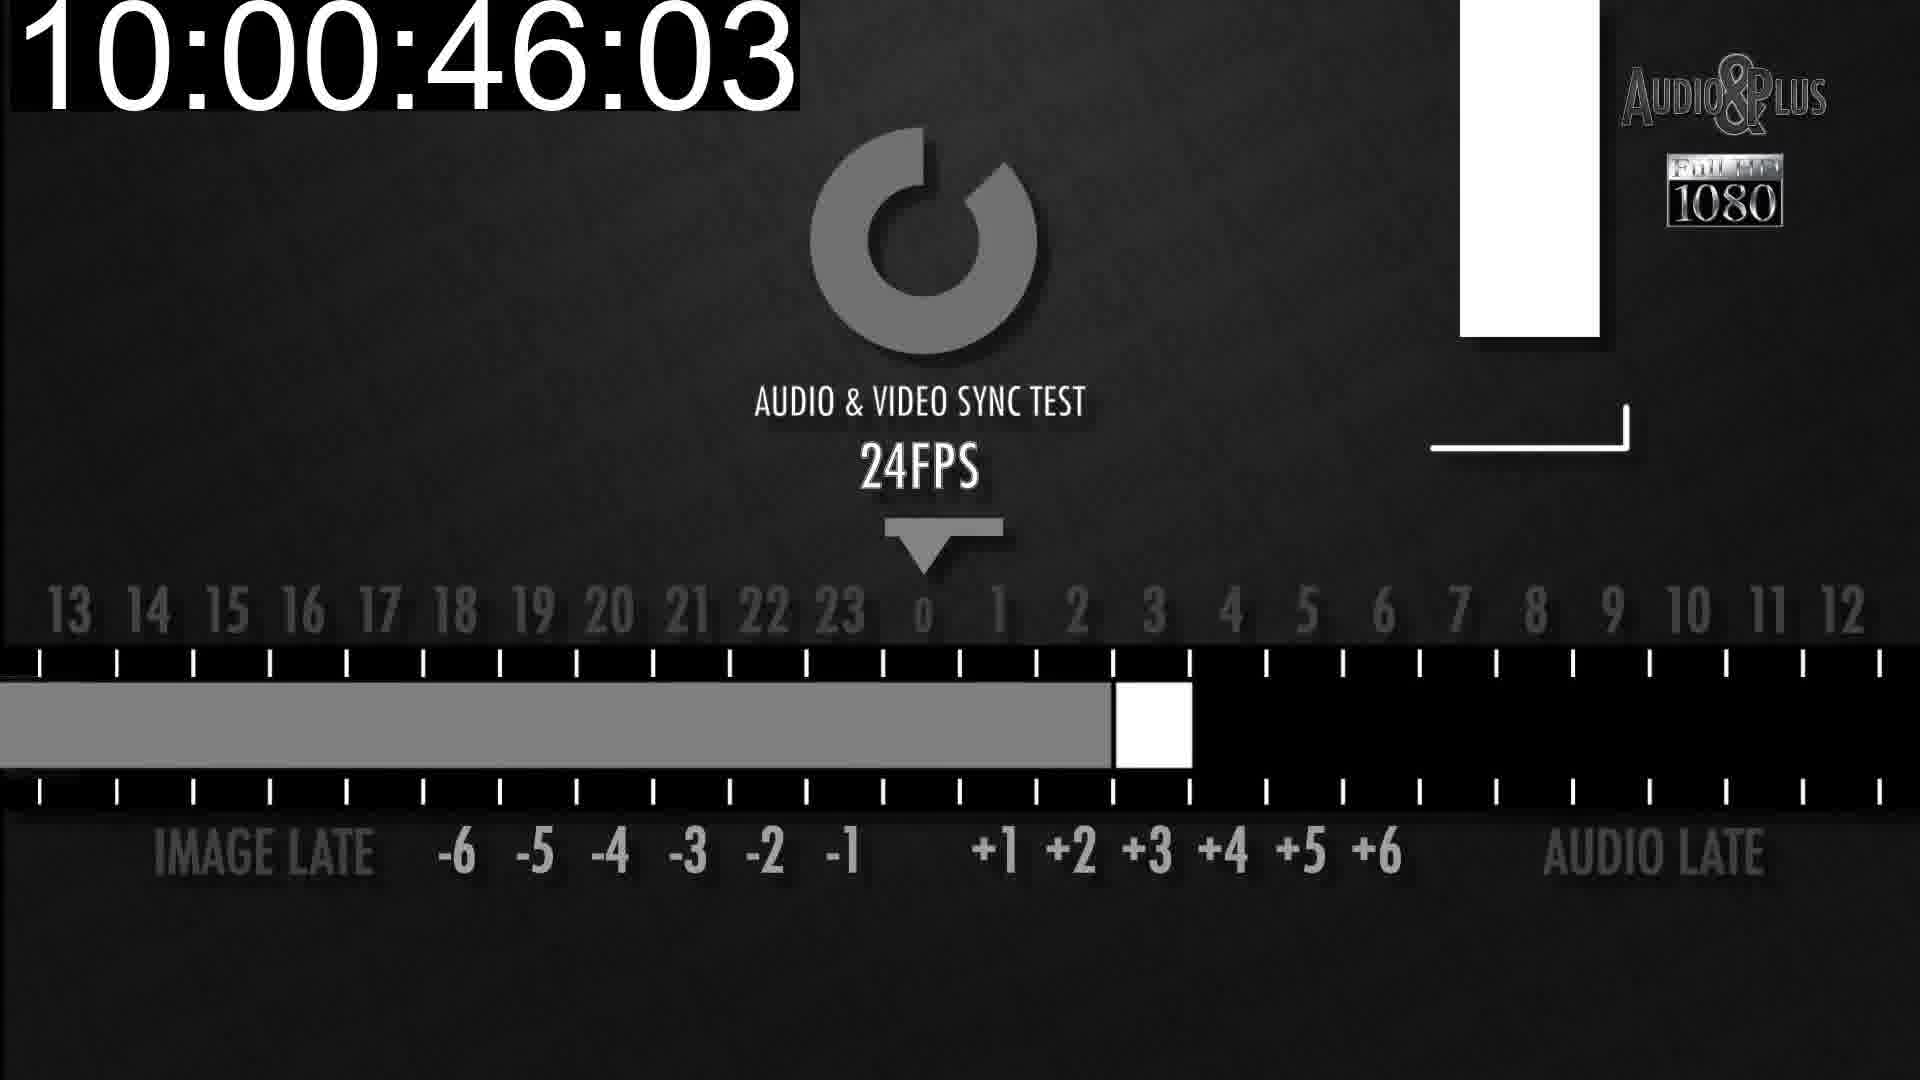 10:00:46:03
AUDIO&PLUS
Full HD
1080
AUDIO & VIDEO SYNC TEST
24FPS
13 14 15 16 17 18 19 20 21 22 23 0 1 2 3 4 5 6 7 8 9 10 11 12
IMAGE LATE -6 -5 -4 -3 -2 -1 +1 +2 +3 +4 +5 +6 AUDIO LATE